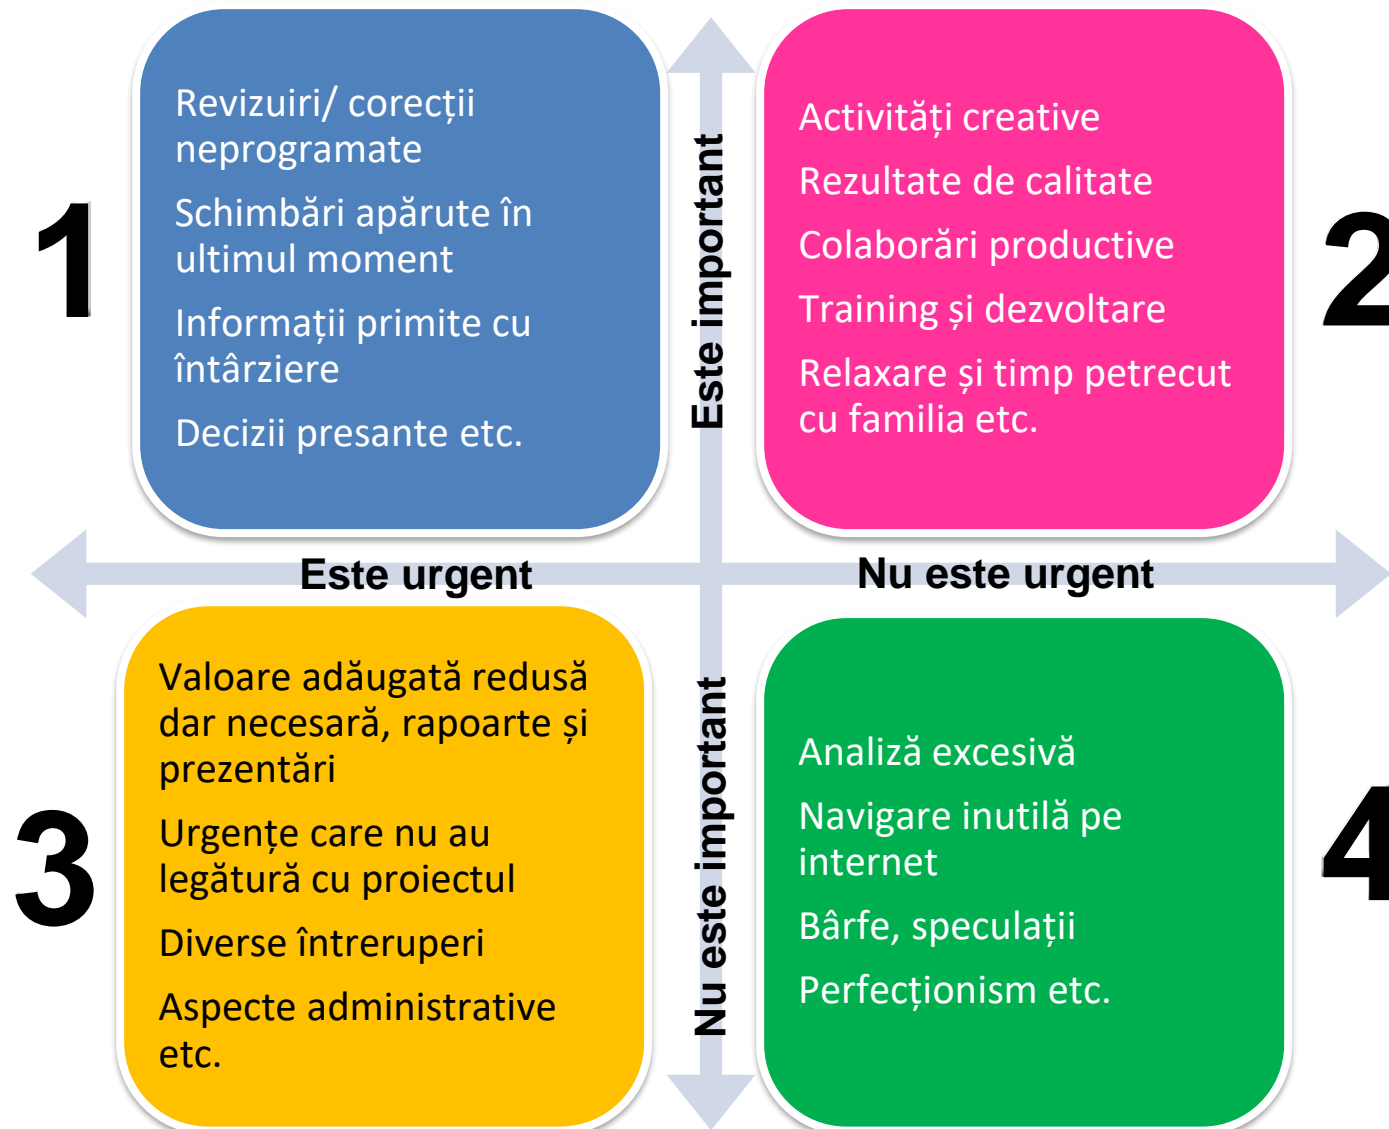 1
Revizuiri/ corecții
neprogramate
Schimbări apărute în
ultimul moment
Informații primite cu
întârziere
Decizii presante etc.
Este important
Activități creative
Rezultate de calitate
Colaborări productive
Training și dezvoltare
Relaxare și timp petrecut
cu familia etc.
2
Este urgent
Nu este urgent
3
Valoare adăugată redusă
dar necesară, rapoarte și
prezentări
Urgențe care nu au
legătură cu proiectul
Diverse întreruperi
Aspecte administrative
etc.
Nu este important
Analiză excesivă
Navigare inutilă pe
internet
Bârfe, speculații
Perfecționism etc.
4